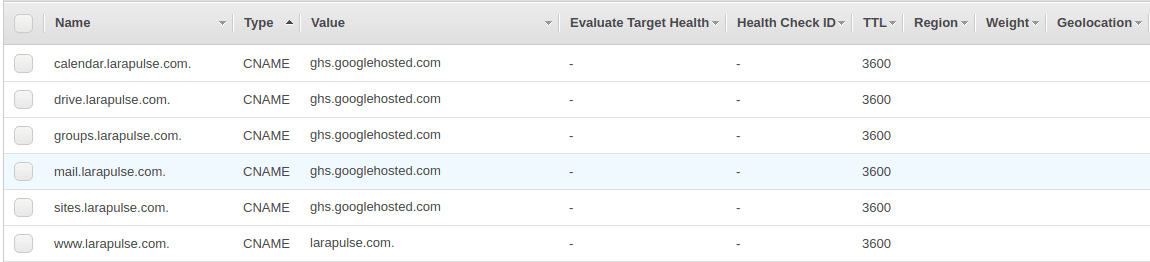 Name Type Value Evaluate Target Health Health Check ID TTL Region Weight Geolocation
calendar.larapulse.com. CNAME ghs.googlehosted.com - - 3600
drive.larapulse.com. CNAME ghs.googlehosted.com - - 3600
groups.larapulse.com. CNAME ghs.googlehosted.com - - 3600
mail.larapulse.com. CNAME ghs.googlehosted.com - - 3600
sites.larapulse.com. CNAME ghs.googlehosted.com - - 3600
www.larapulse.com. CNAME larapulse.com. - - 3600